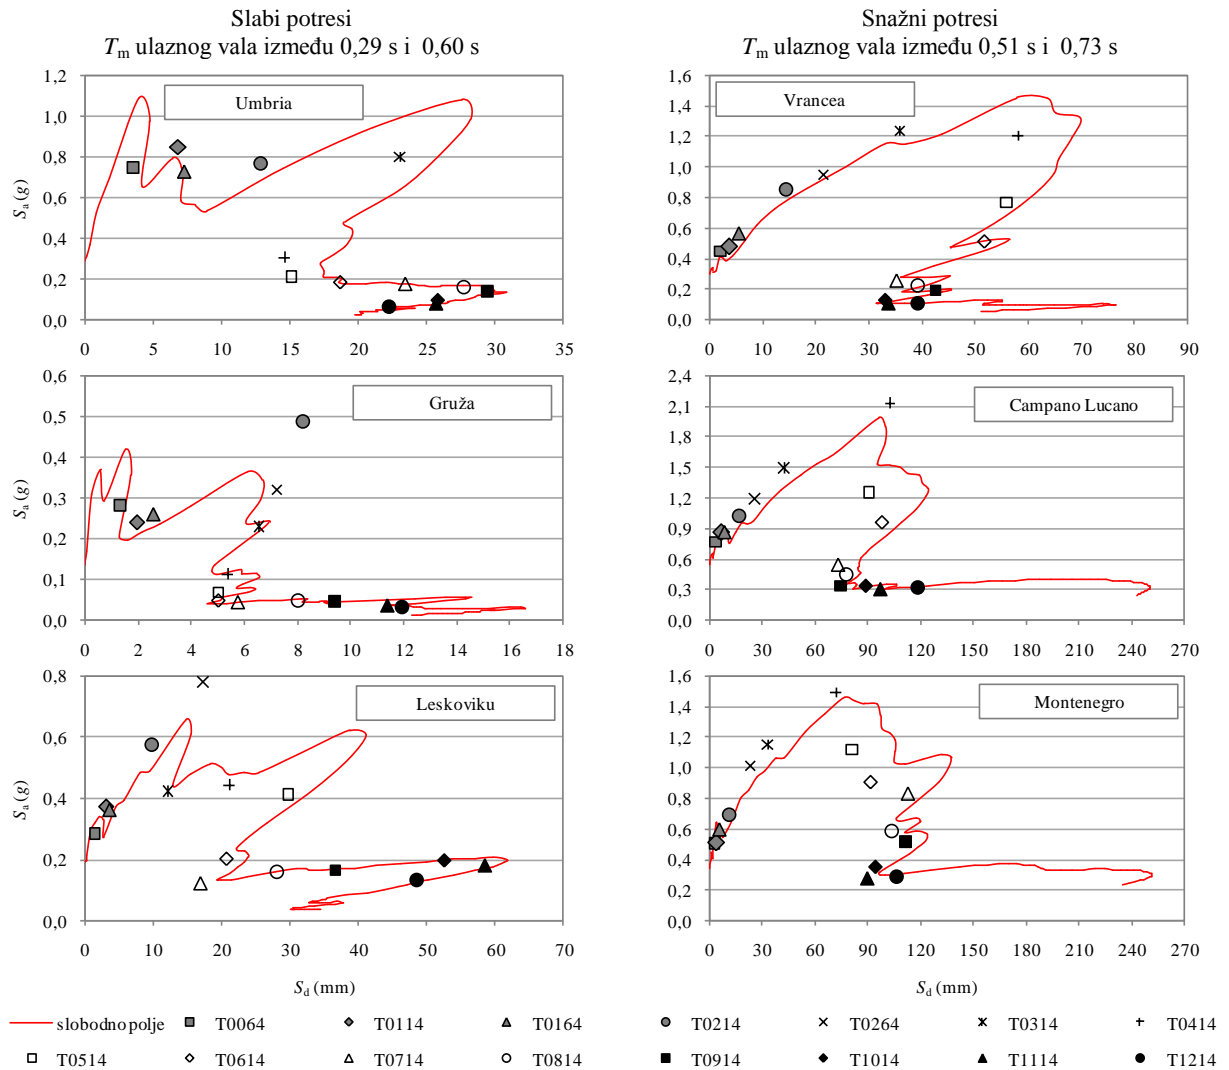 Slabi potresi
Tm ulaznog vala između 0,29 s i 0,60 s
Snažni potresi
Tm ulaznog vala između 0,51 s i 0,73 s
1,2
1,0
0,8
0,6
0,4
0,2
0,0
Sa (g)
Umbria
0 5 10 15 20 25 30 35
1,6
1,4
1,2
1,0
0,8
0,6
0,4
0,2
0,0
Vrancea
0 10 20 30 40 50 60 70 80 90
0,6
0,5
0,4
0,3
0,2
0,1
0,0
Sa (g)
Gruža
0 2 4 6 8 10 12 14 16 18
2,4
2,1
1,8
1,5
1,2
0,9
0,6
0,3
0,0
Campano Lucano
0 30 60 90 120 150 180 210 240 270
0,8
0,6
0,4
0,2
0,0
Sa (g)
Leskoviku
0 10 20 30 40 50 60 70
Sd (mm)
1,6
1,4
1,2
1,0
0,8
0,6
0,4
0,2
0,0
Montenegro
0 30 60 90 120 150 180 210 240 270
Sd (mm)
slobodno polje T0064 T0114 T0164 T0214 T0264 T0314 T0414
T0514 T0614 T0714 T0814 T0914 T1014 T1114 T1214